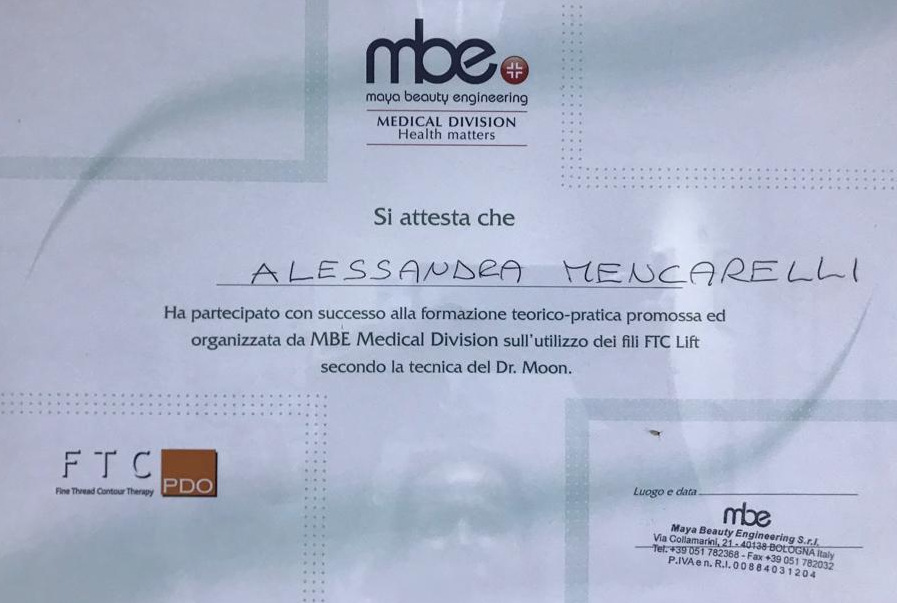 mbe
maya beauty engineering
MEDICAL DIVISION
Health matters
Si attesta che
ALESSANDRA MENCARELLI
Ha partecipato con successo alla formazione teorico-pratica promossa ed
organizzata da MBE Medical Division sull'utilizzo dei fili FTC Lift
secondo la tecnica del Dr. Moon.
FTC
Fine Thread Contour Therapy
PDO
Luogo e data
mbe
Maya Beauty Engineering S.r.l.
Via Collamarini, 21 - 40138 BOLOGNA Italy
Tel. +39 051 782368 - Fax +39 051 782032
P.IVA e n. R.I. 00884031204